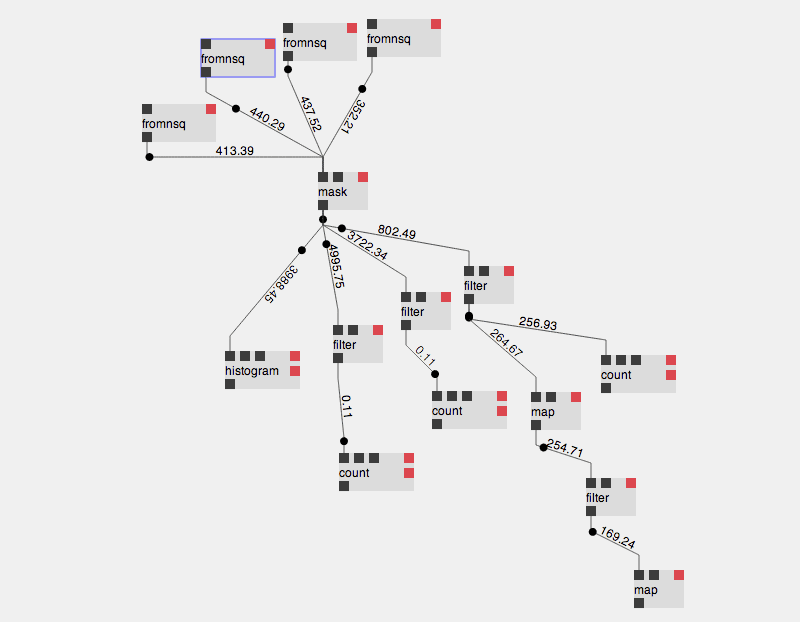 fromnsq
fromnsq
fromnsq
fromnsq
440.29
437.52
352.21
413.39
mask
802.49
3722.34
4995.75
3988.45
filter
filter
filter
histogram
256.93
264.67
0.11
0.11
count
count
map
count
254.71
filter
169.24
map